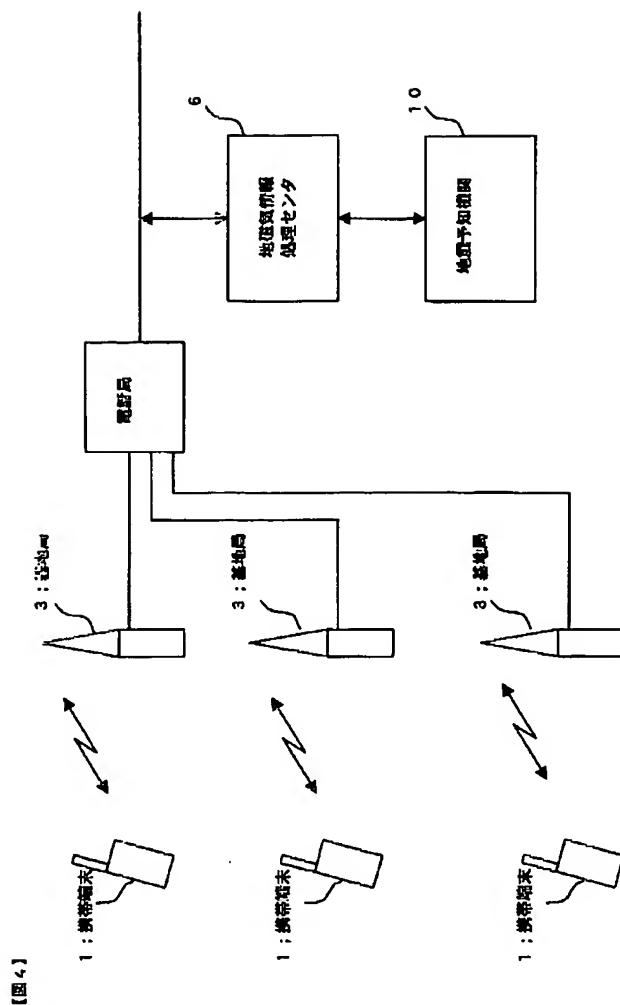 【図4】
1;携帯端末
3;基地局
1;携帯端末
3;基地局
1;携帯端末
3;基地局
電話局
6
地磁気情報
処理センタ
10
地震予知機関